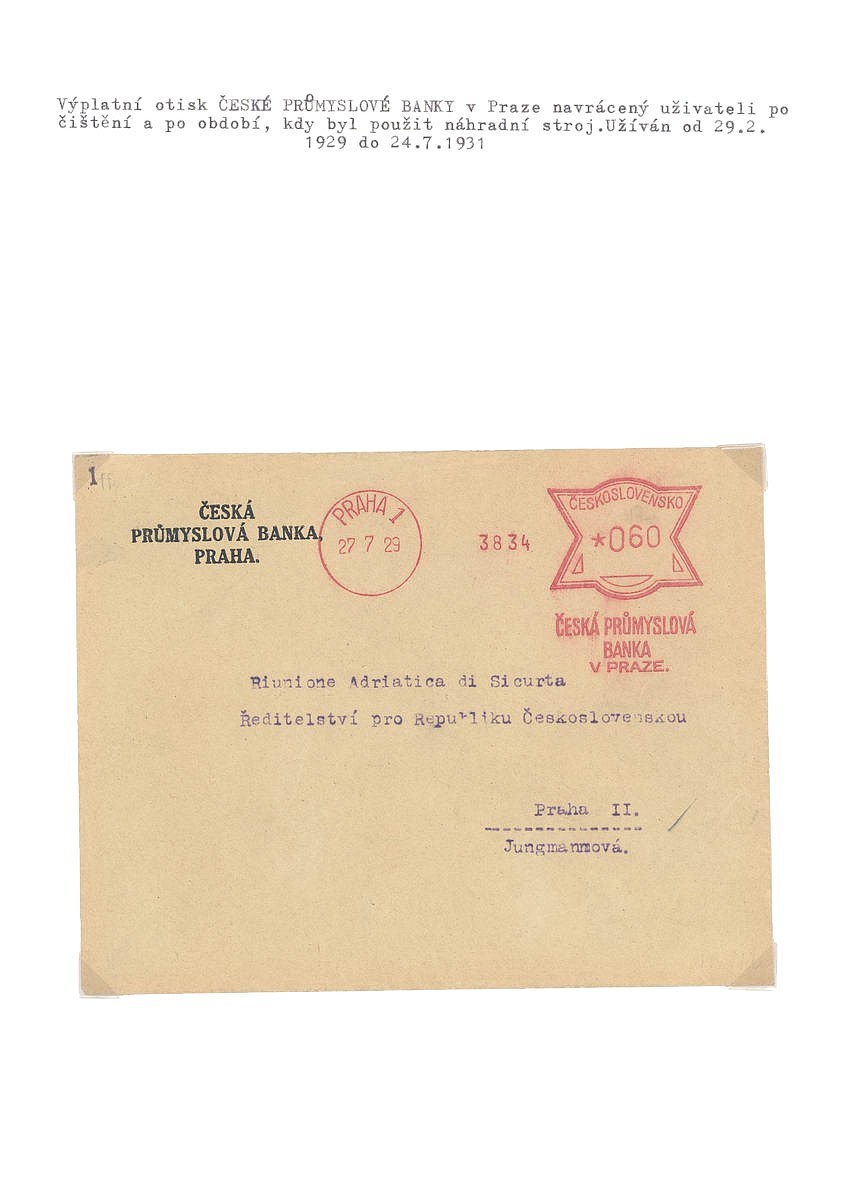 Výplatní otisk ČESKÉ PRŮMYSLOVÉ BANKY v Praze navrácený uživateli po
čištění a po období, kdy byl použit náhradní stroj.Užíván od 29.2.
1929 do 24.7.1931
1
ČESKÁ
PRŮMYSLOVÁ BANKA,
PRAHA.
PRAHA 1
27 7 29
3834
ČESKOSLOVENSKO
*060
ČESKÁ PRŮMYSLOVÁ
BANKA
V PRAZE.
Riunione Adriatica di Sicurta
Ředitelství pro Republiku Československou
Praha II.
Jungmannová.